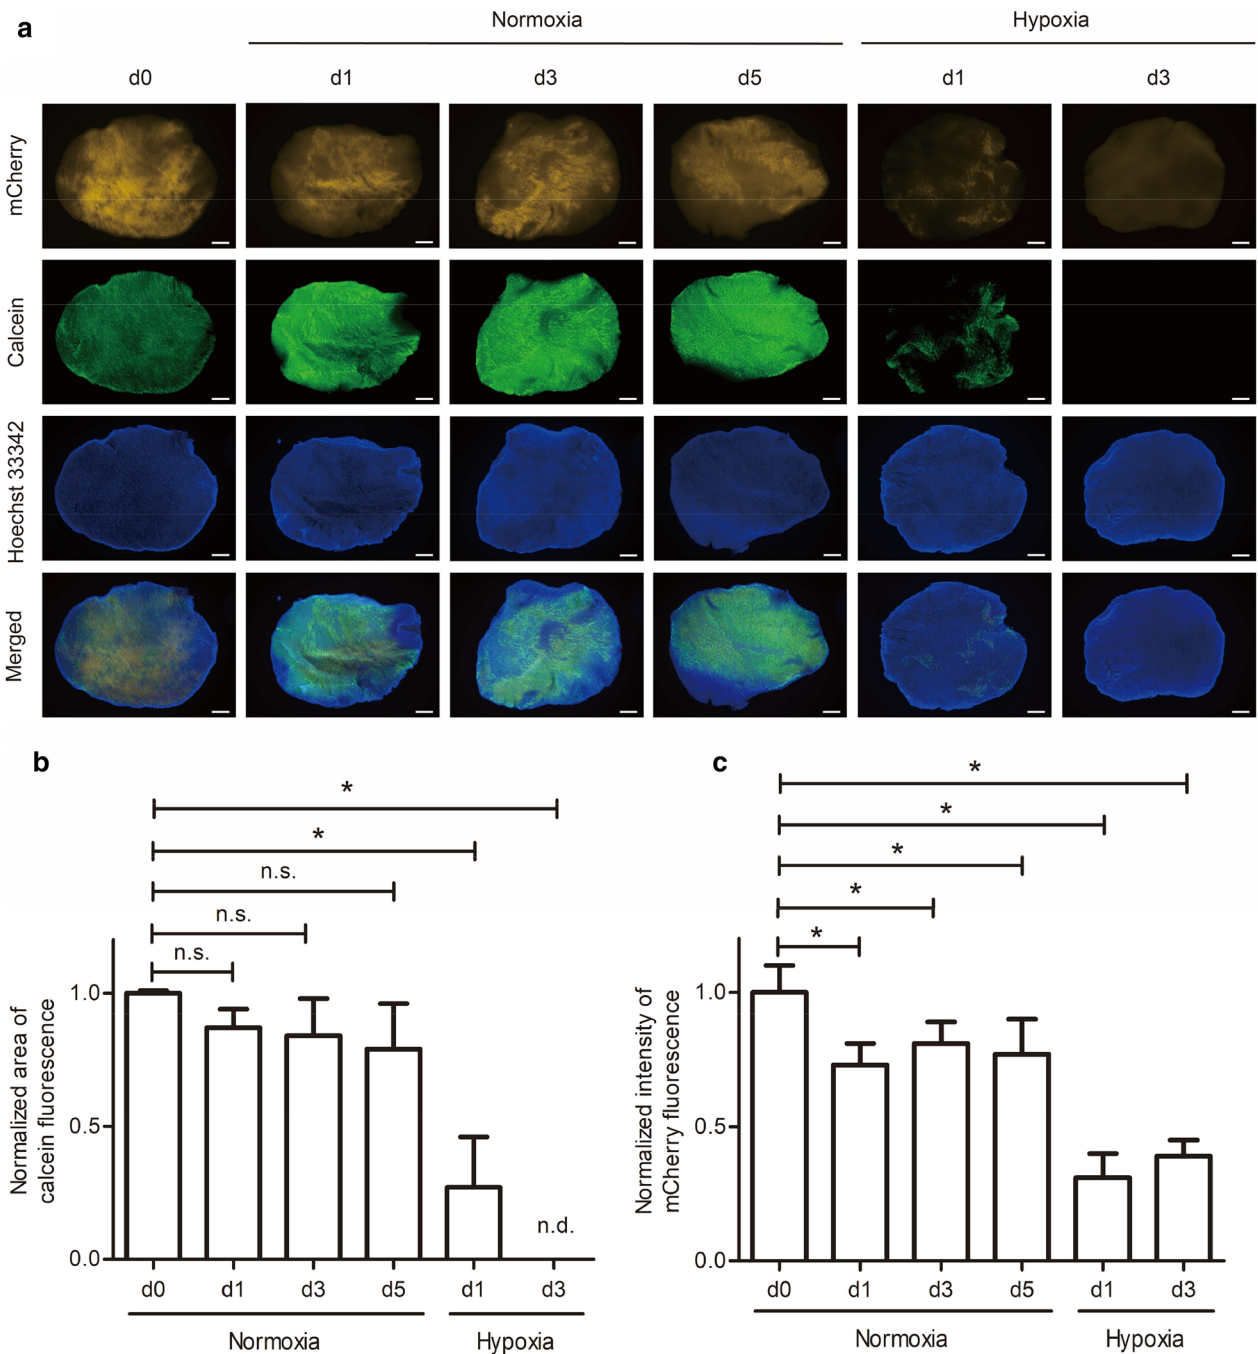 a
Normoxia
Hypoxia
d0
d1
d3
d5
d1
d3
mCherry
Calcein
Hoechst 33342
Merged
b
*
*
n.s.
n.s.
n.s.
Normalized area of
calcein fluorescence
1.0
0.5
0.0
n.d.
d0
d1
d3
d5
d1
d3
Normoxia
Hypoxia
c
*
*
*
*
*
Normalized intensity of
mCherry fluorescence
1.0
0.5
0.0
d0
d1
d3
d5
d1
d3
Normoxia
Hypoxia